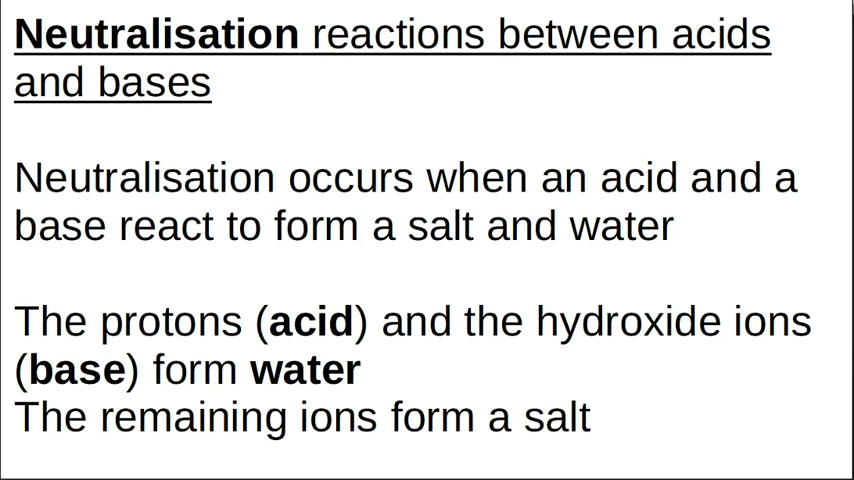 Neutralisation reactions between acids
and bases
Neutralisation occurs when an acid and a
base react to form a salt and water
The protons (acid) and the hydroxide ions
(base) form water
The remaining ions form a salt